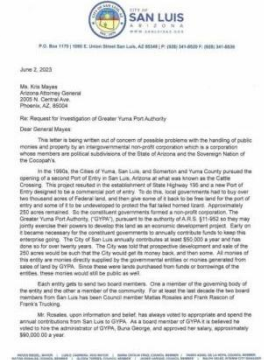 CITY OF
SAN LUIS
ARIZONA
P.O. Box 1170 | 1090 E. Union Street San Luis, AZ 85349 | P: (928) 341-8520 | F: (928) 341-8539
June 2, 2023
Ms. Kris Mayes
Arizona Attorney General
2005 N. Central Ave.
Phoenix, AZ, 85004
Re: Request for Investigation of Greater Yuma Port Authority
Dear General Mayes:
This letter is being written out of concern of possible problems with the handling of public
monies and property by an intergovernmental non-profit corporation which is a corporation
whose members are political subdivisions of the State of Arizona and the Sovereign Nation of
the Cocopah's.
In the 1990s, the Cities of Yuma, San Luis, and Somerton and Yuma County pursued the
opening of a second Port of Entry in San Luis, Arizona at what was known as the Cattle
Crossing. This project resulted in the establishment of State Highway 195 and a new Port of
Entry designed to be a commercial port of entry. To do this, local governments had to buy over
two thousand acres of Federal land, and then give some of it back to be free land for the port of
entry and some of it to be undeveloped to protect the flat tailed horned lizard. Approximately
250 acres remained. So the constituent governments formed a non-profit corporation. The
Greater Yuma Port Authority, ("GYPA"), pursuant to the authority of A.R.S. §11-952 so they may
jointly exercise their powers to develop this land as an economic development project. Early on it
became necessary for the constituent governments to annually contribute funds to keep this
enterprise going. The City of San Luis annually contributes at least $50,000 a year and has
done so for over twenty years. The City was told that prospective development and sale of the
250 acres would be such that the City would get its money back, and then some. All monies of
this entity are monies directly supplied by the governmental entities or monies generated from
sales of land by GYPA. Since these were lands purchased from funds or borrowings of the
entities, these monies would still be public as well.
Each entity gets to send two board members. One a member of the governing body of
the entity and the other a member of the community. For at least the last decade the two board
members from San Luis has been Council member Matias Rosales and Frank Rascon of
Frank's Trucking.
Mr. Rosales, upon information and belief, has always voted to appropriate and spend the
annual contributions from San Luis to GYPA. As a board member of GYPA it is believed he
voted to hire the administrator of GYPA, Buna George, and approved her salary, approximately
$90,000.00 a year.